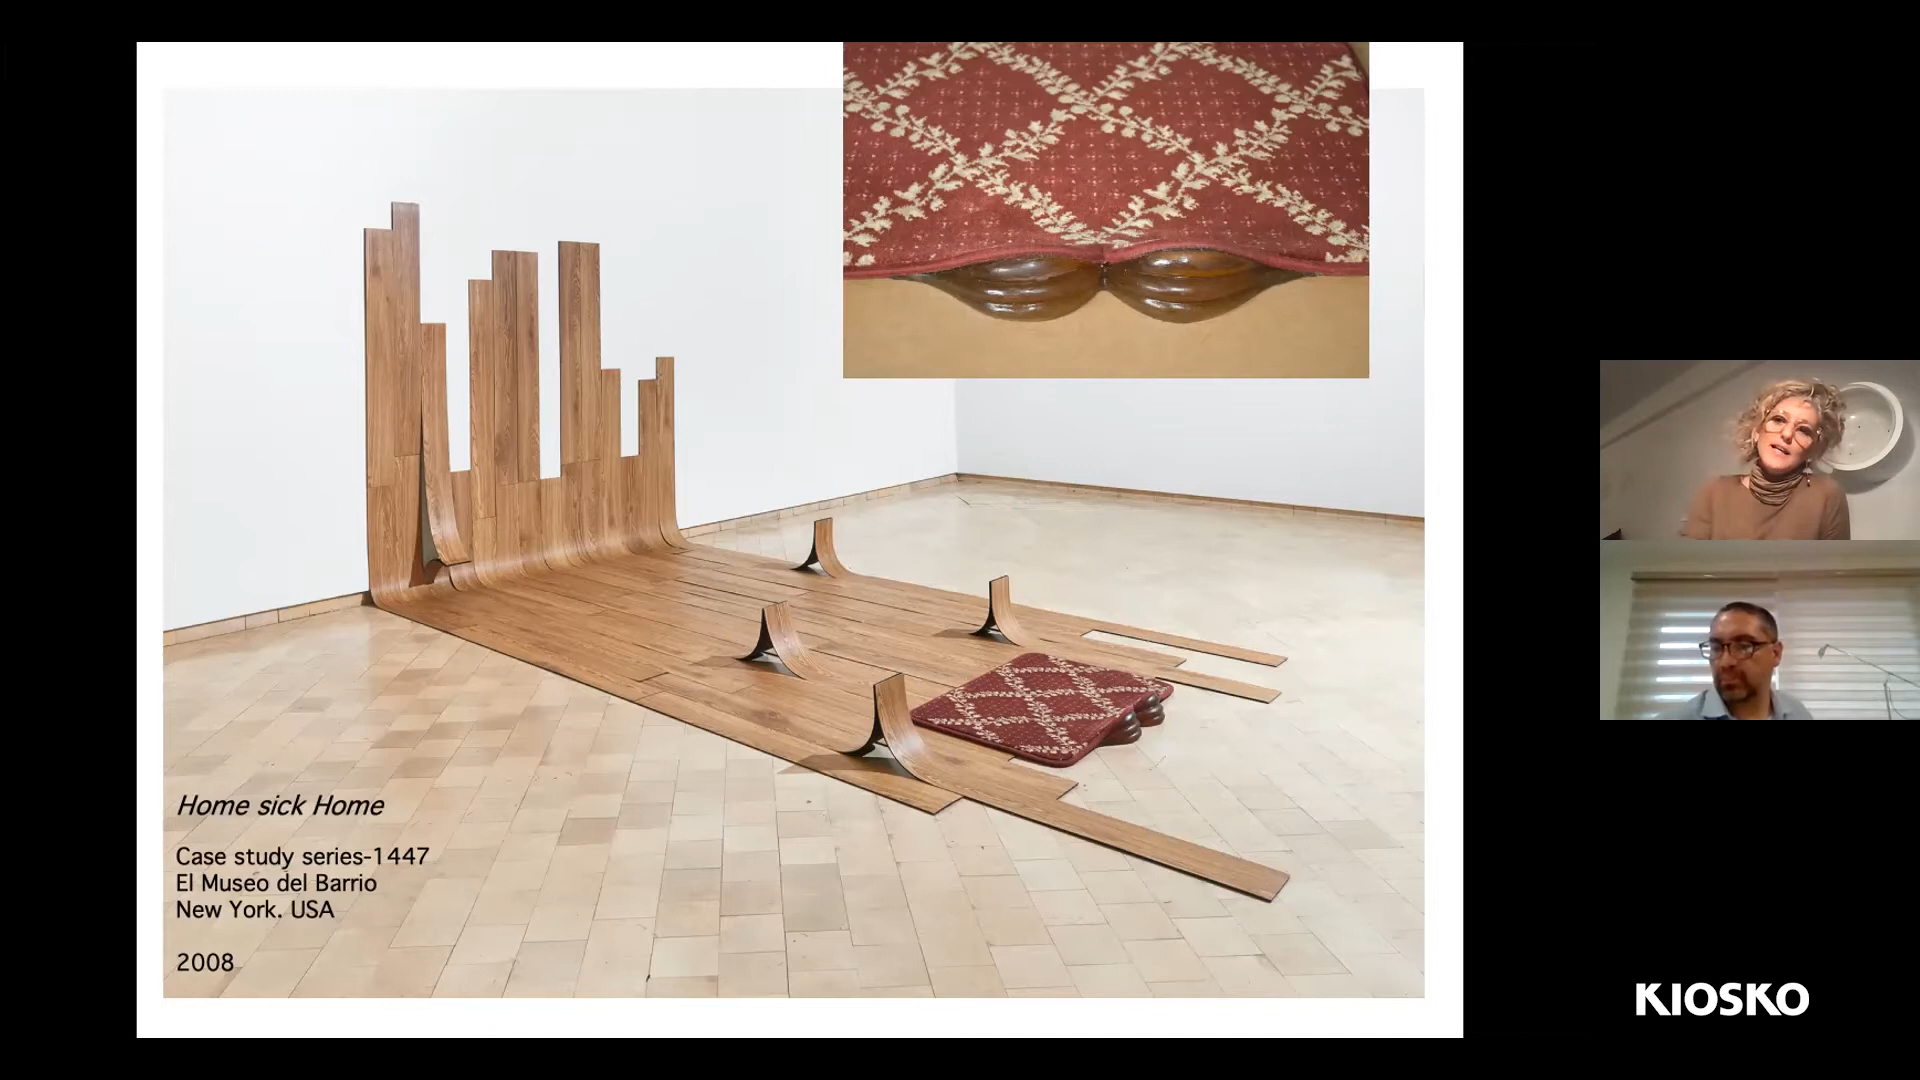 Home sick Home
Case study series-1447
El Museo del Barrio
New York. USA
2008
KIOSKO